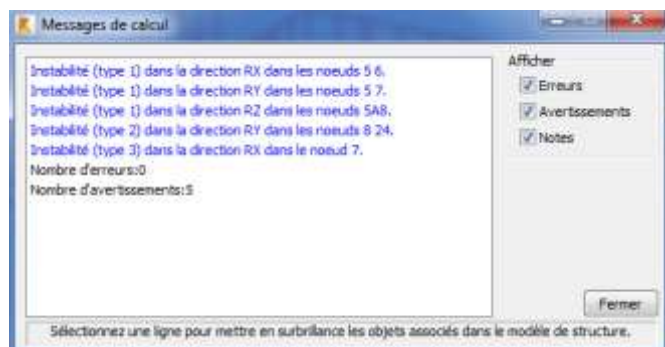 Messages de calcul
Instabilité (type 1) dans la direction RX dans les noeuds 5 6.
Instabilité (type 1) dans la direction RY dans les noeuds 5 7.
Instabilité (type 1) dans la direction RZ dans les noeuds 5A8.
Instabilité (type 2) dans la direction RY dans les noeuds 8 24.
Instabilité (type 3) dans la direction RX dans le noeud 7.
Nombre d'erreurs:0
Nombre d'avertissements:5
Afficher
Erreurs
Avertissements
Notes
Fermer
Sélectionnez une ligne pour mettre en surbrillance les objets associés dans le modèle de structure.